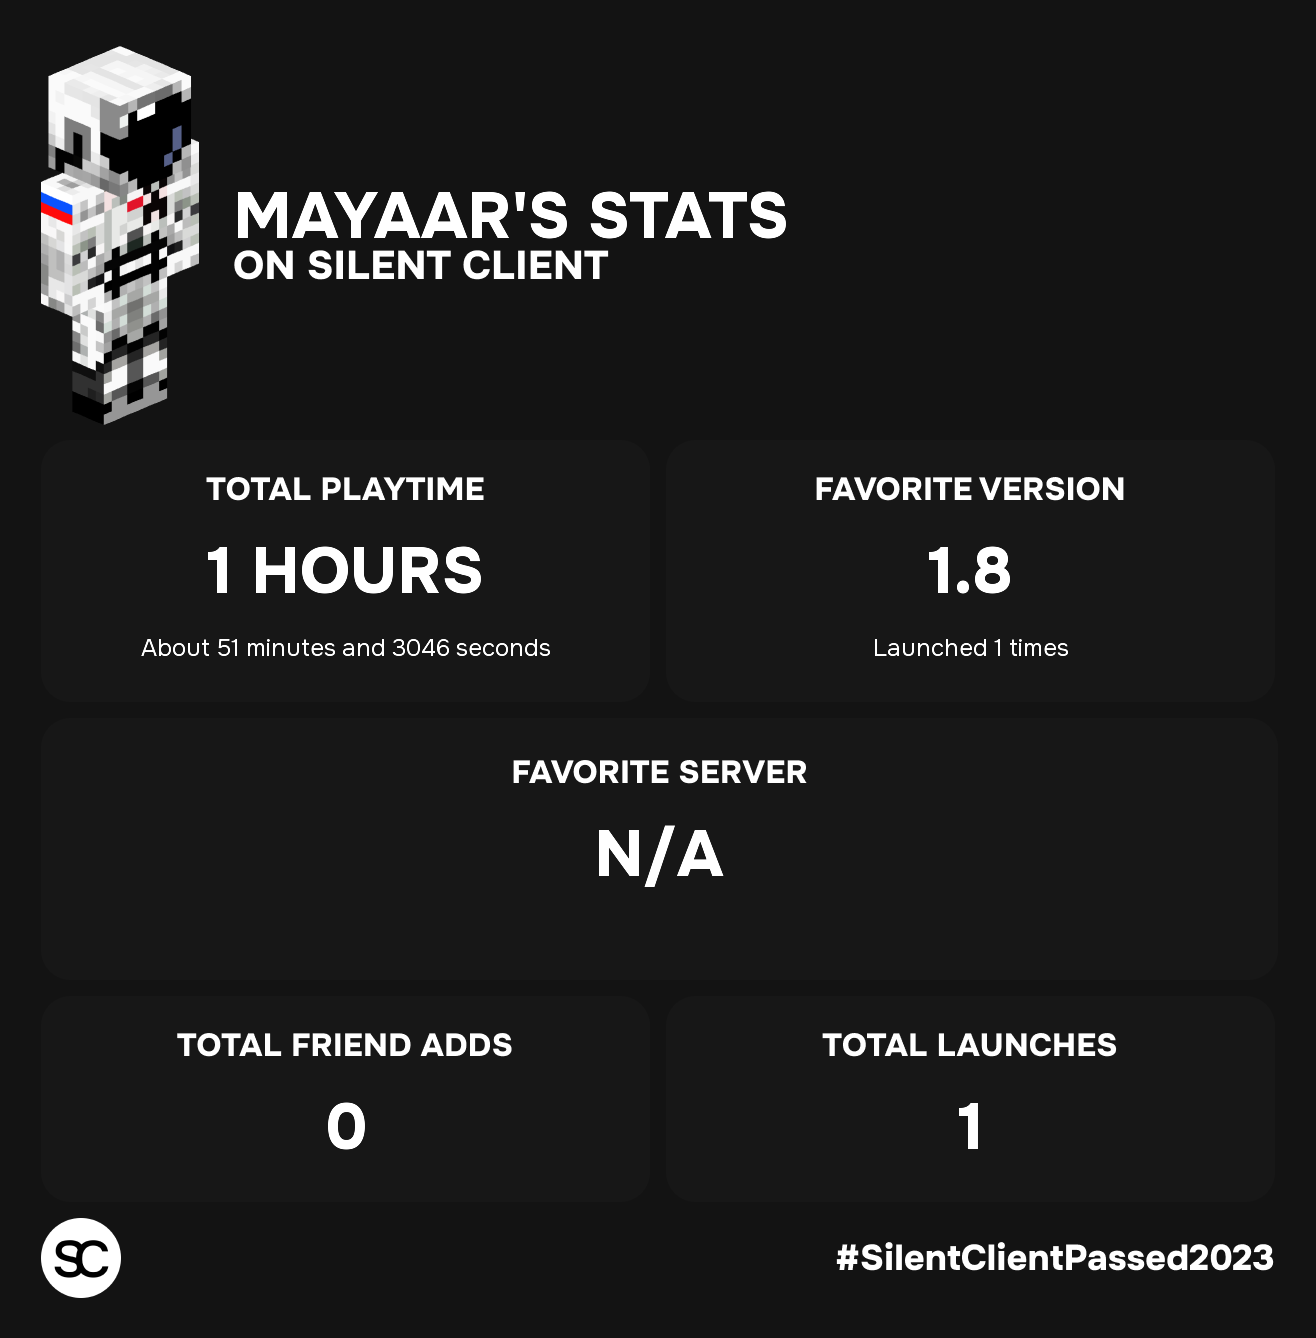 MAYAAR'S STATS
ON SILENT CLIENT
TOTAL PLAYTIME
1 HOURS
About 51 minutes and 3046 seconds
FAVORITE VERSION
1.8
Launched 1 times
FAVORITE SERVER
N/A
TOTAL FRIEND ADDS
0
TOTAL LAUNCHES
1
SC
#SilentClientPassed2023